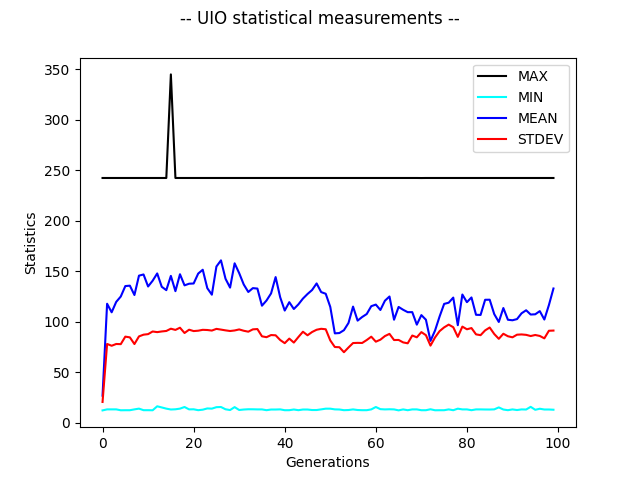 -- UIO statistical measurements --
350
300
250
200
150
100
50
0
Statistics
MAX
MIN
MEAN
STDEV
0 20 40 60 80 100
Generations